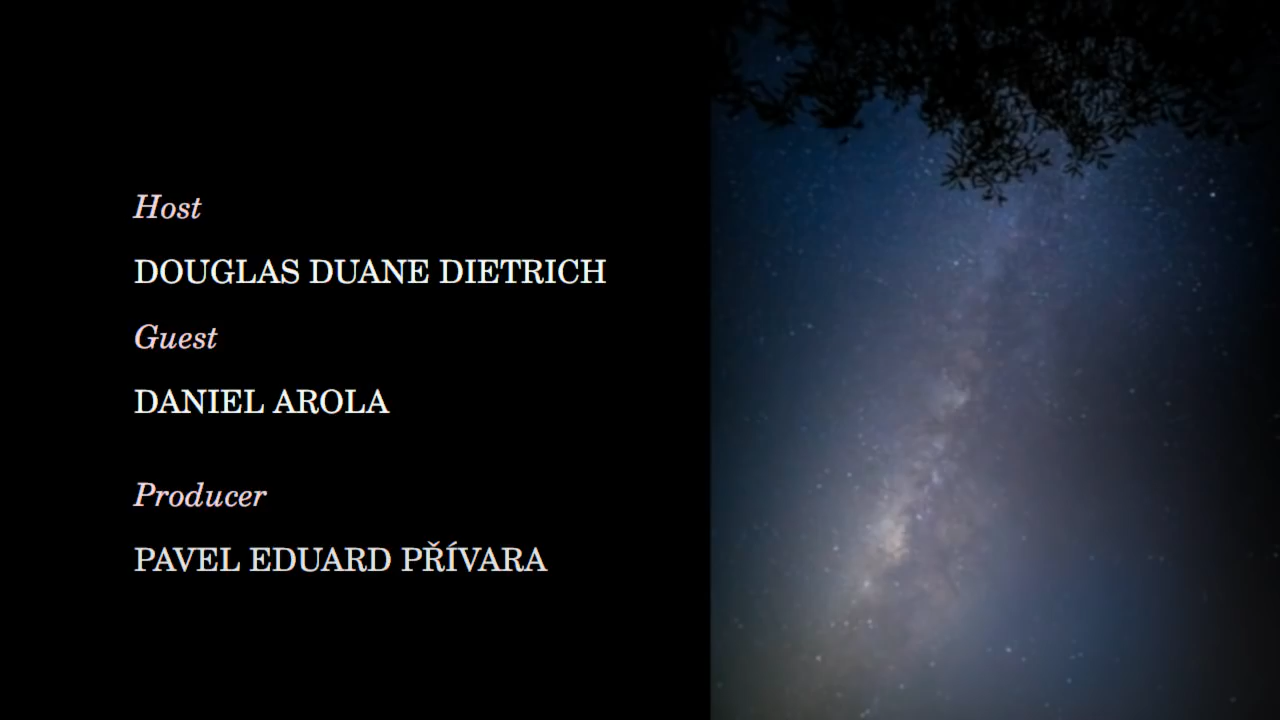 Host
DOUGLAS DUANE DIETRICH
Guest
DANIEL AROLA
Producer
PAVEL EDUARD PŘÍVARA